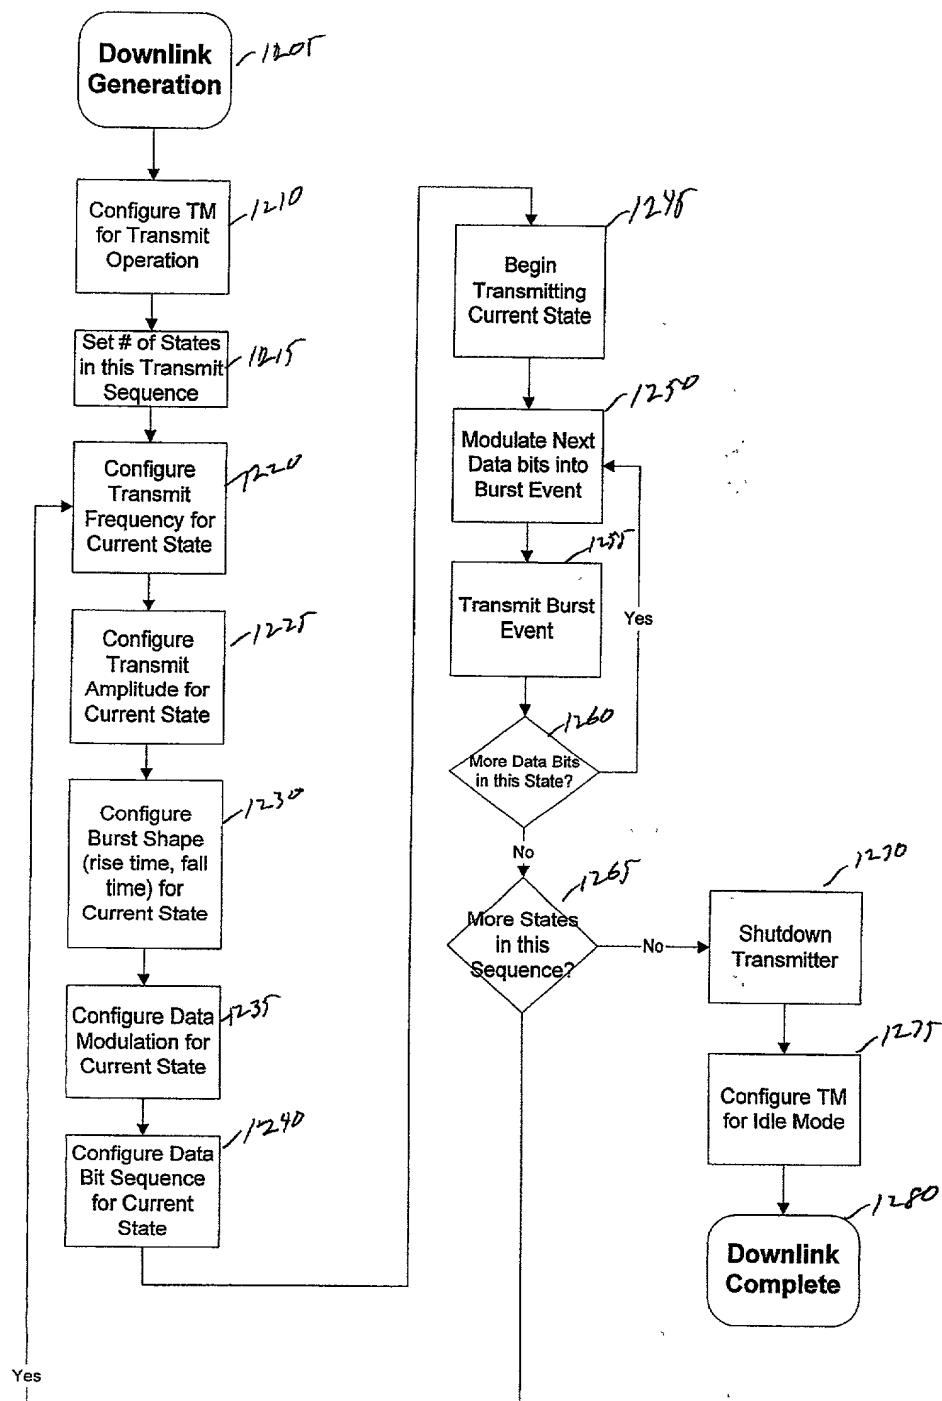 Downlink
Generation
1205
Configure TM
for Transmit
Operation
1210
Set # of States
in this Transmit
Sequence
1215
Configure
Transmit
Frequency for
Current State
1220
Configure
Transmit
Amplitude for
Current State
1225
Configure
Burst Shape
(rise time, fall
time) for
Current State
1230
Configure Data
Modulation for
Current State
1235
Configure Data
Bit Sequence
for Current
State
1240
Begin
Transmitting
Current State
1245
Modulate Next
Data bits into
Burst Event
1250
Transmit Burst
Event
1255
More Data Bits
in this State?
1260
Yes
No
More States
in this
Sequence?
1265
No
Shutdown
Transmitter
1270
Configure TM
for Idle Mode
1275
Downlink
Complete
1280
Yes